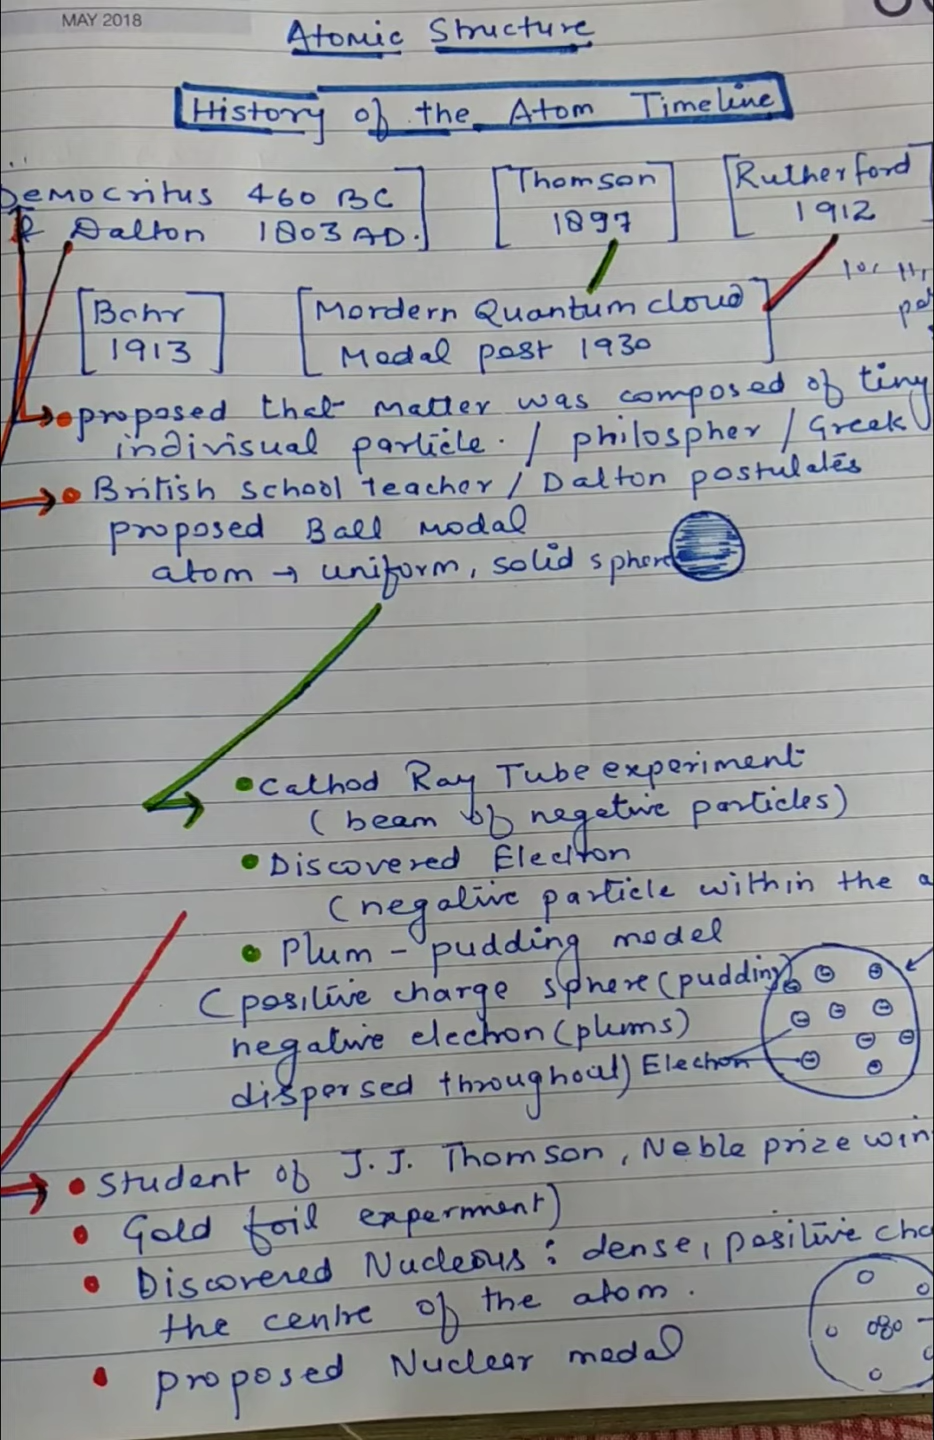 MAY 2018
Atomic Structure
History of the Atom Timeline
Democritus 460 BC
& Dalton 1803 AD.
Thomson
1897
Rutherford
1912
Bohr
1913
Mordern Quantum cloud
Modal post 1930
proposed that matter was composed of tiny
indivisual particle. / philospher / Greek
British School teacher / Dalton postulates
proposed Ball modal
atom → uniform, solid sphere
Cathod Ray Tube experiment
(beam of negative particles)
Discovered Electron
(negative particle within the a
Plum - pudding model
(positive charge sphere (pudding)
negative electron (plums)
dispersed throughout) Electron
Student of J.J. Thomson, Noble prize win
Gold foil experment)
Discovered Nucleous : dense, positive cha
the centre of the atom.
proposed Nuclear modal